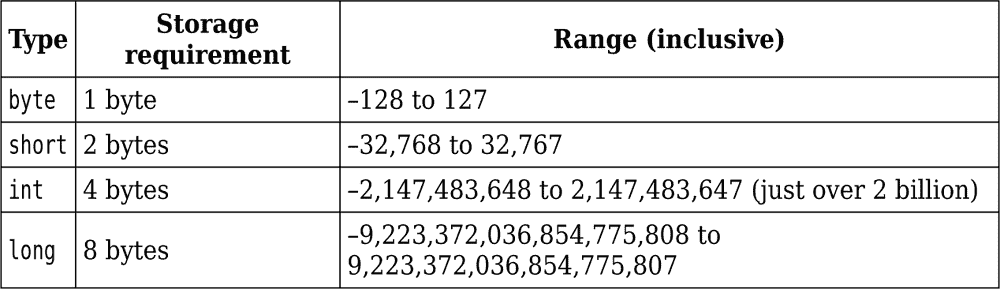 Type Storage requirement Range (inclusive)
byte 1 byte –128 to 127
short 2 bytes –32,768 to 32,767
int 4 bytes –2,147,483,648 to 2,147,483,647 (just over 2 billion)
long 8 bytes –9,223,372,036,854,775,808 to
9,223,372,036,854,775,807